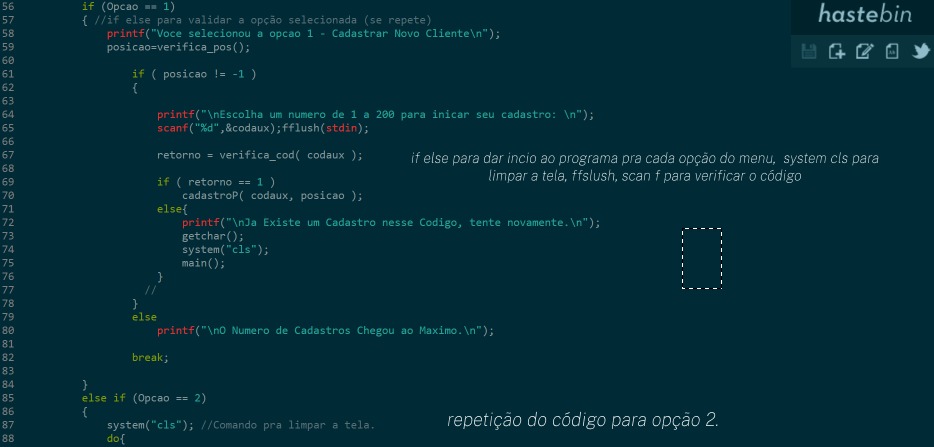 hastebin
56 if (Opcao == 1)
57 { //if else para validar a opção selecionada (se repete)
58 printf("Voce selecionou a opcao 1 - Cadastrar Novo Cliente\n");
59 posicao=verifica_pos();
60
61 if ( posicao != -1 )
62 {
63
64 printf("\nEscolha um numero de 1 a 200 para inicar seu cadastro: \n");
65 scanf("%d",&codaux);fflush(stdin);
66
67 retorno = verifica_cod( codaux );
68
69 if ( retorno == 1 )
70 cadastroP( codaux, posicao );
71 else{
72 printf("\nJa Existe um Cadastro nesse Codigo, tente novamente.\n");
73 getchar();
74 system("cls");
75 main();
76 }
77 //
78 }
79 else
80 printf("\nO Numero de Cadastros Chegou ao Maximo.\n");
81
82 break;
83
84 }
85 else if (Opcao == 2)
86 {
87 system("cls"); //Comando pra limpar a tela.
88 do{
if else para dar incio ao programa pra cada opção do menu, system cls para
limpar a tela, ffslush, scan f para verificar o código
repetição do código para opção 2.